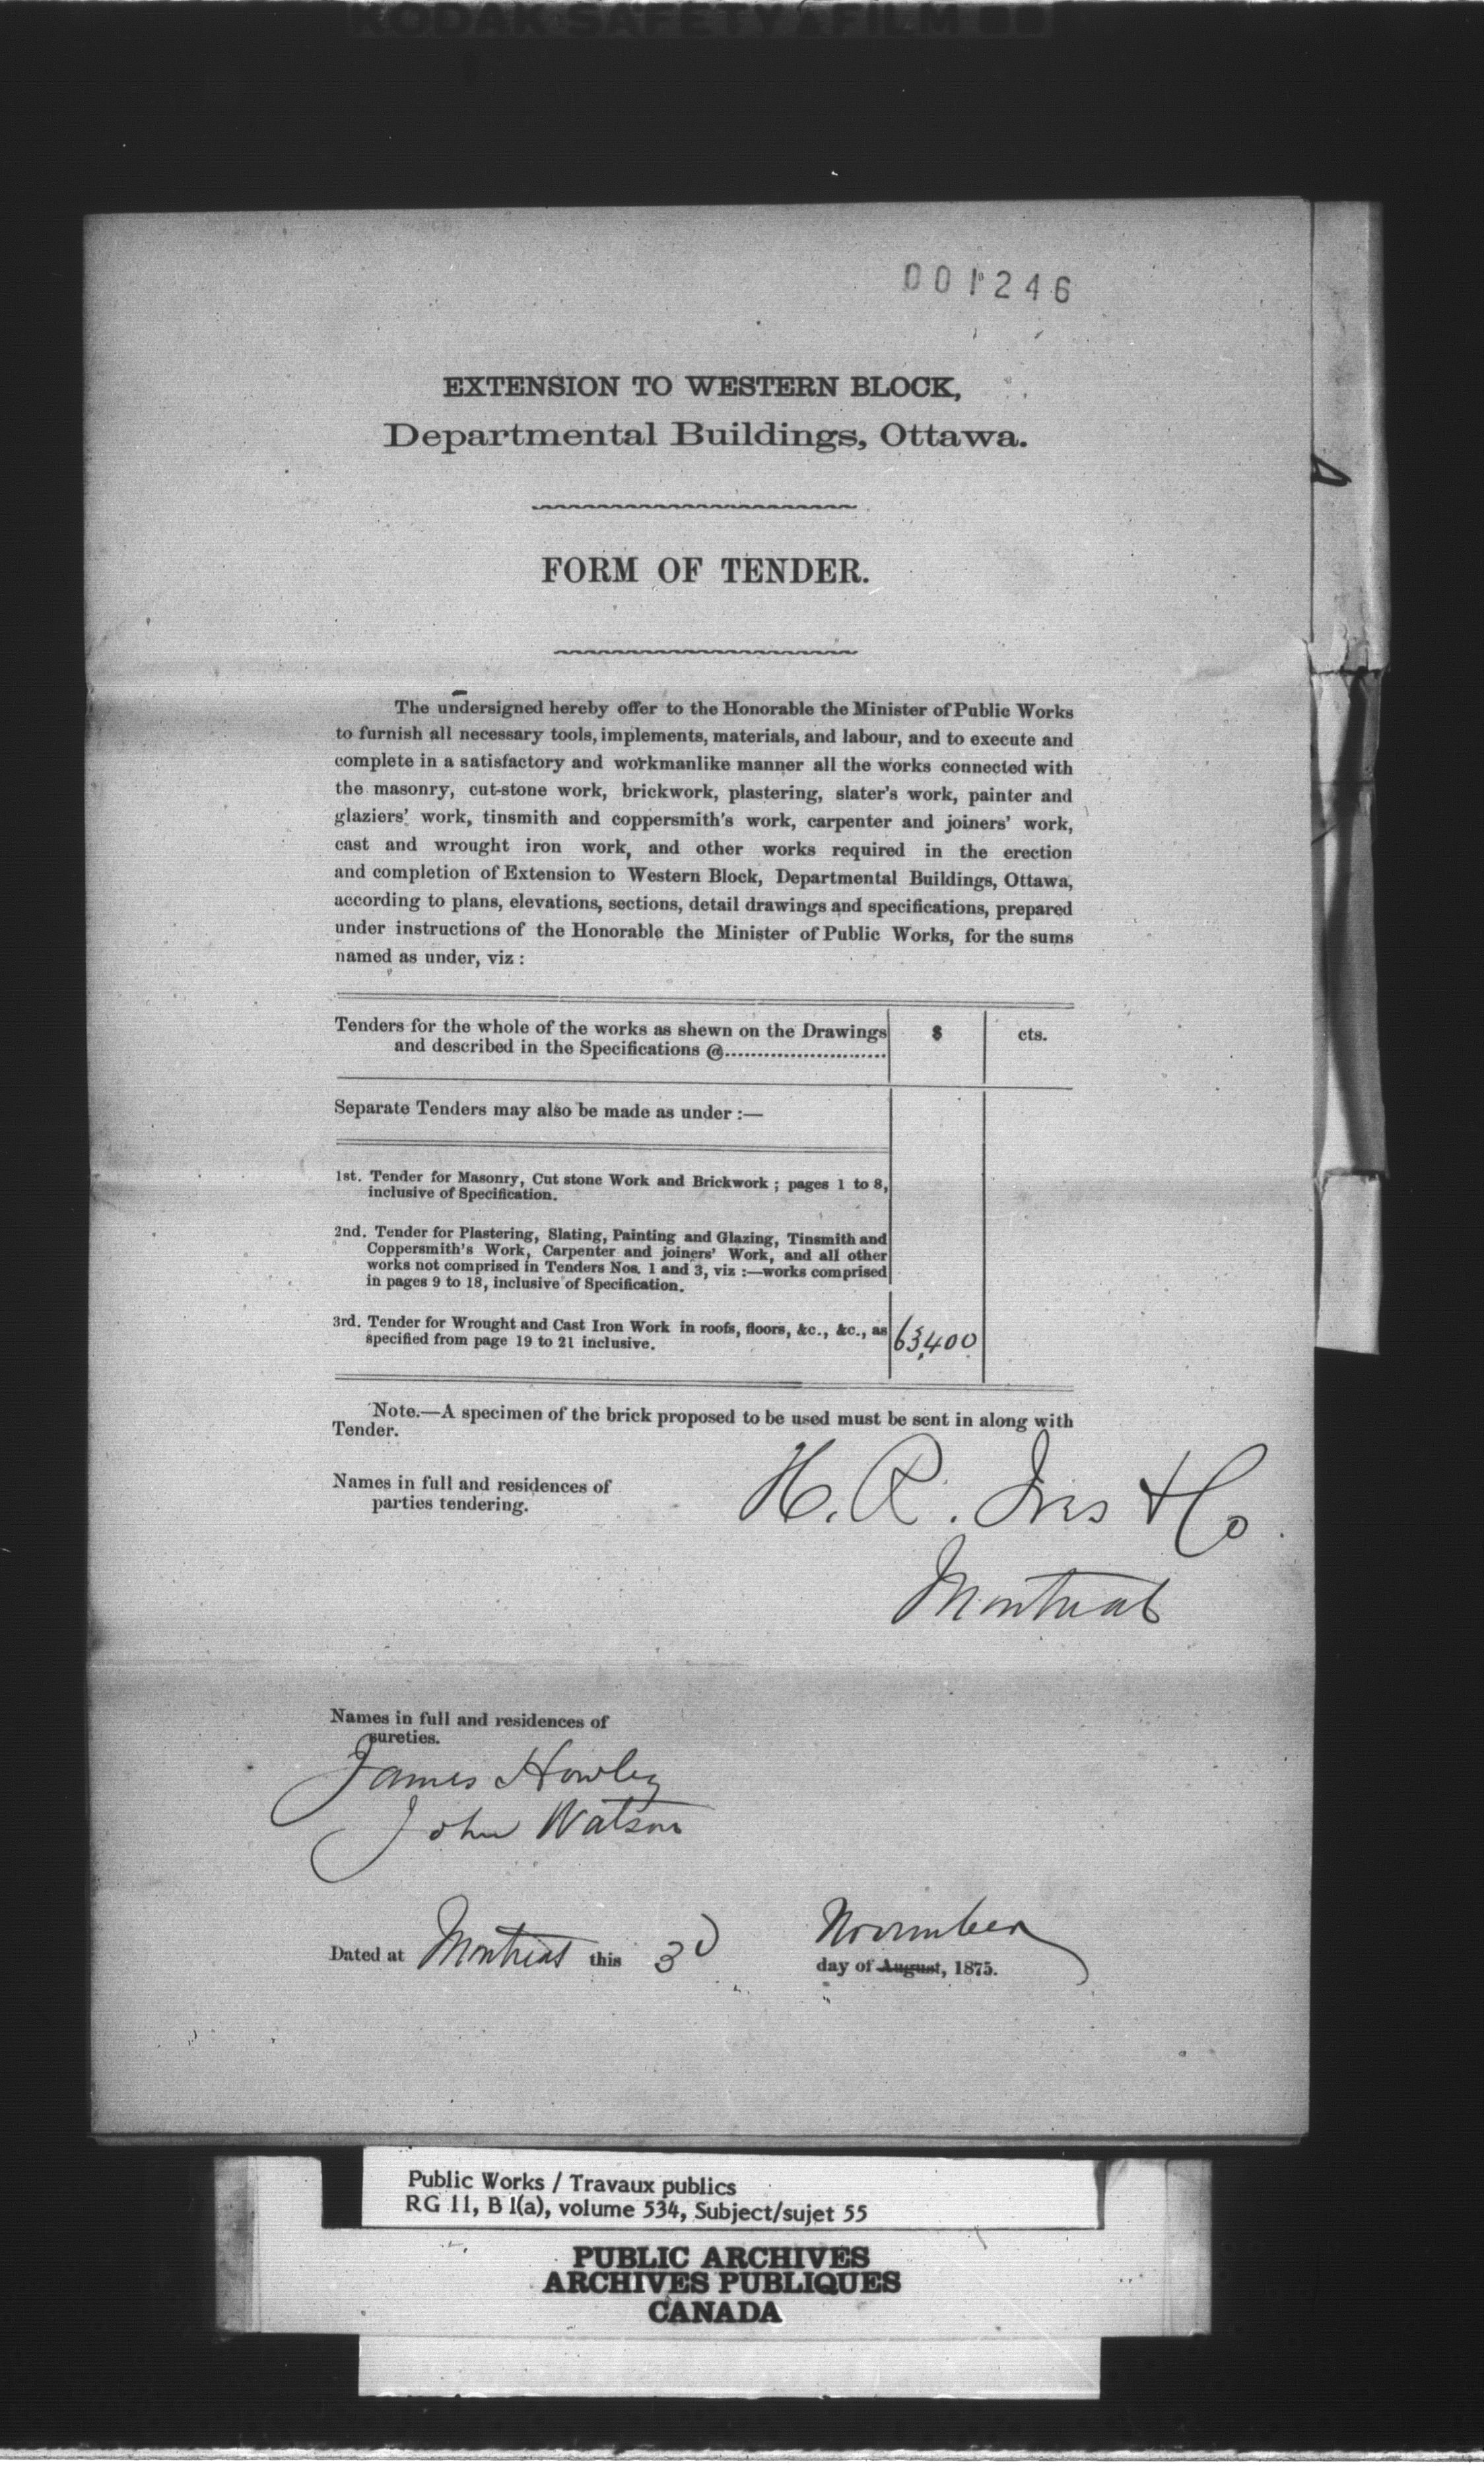 KODAK SAFETY FILM
001246
EXTENSION TO WESTERN BLOCK,
Departmental Buildings, Ottawa.
FORM OF TENDER.
The undersigned hereby offer to the Honorable the Minister of Public Works
to furnish all necessary tools, implements, materials, and labour, and to execute and
complete in a satisfactory and workmanlike manner all the works connected with
the masonry, cut-stone work, brickwork, plastering, slater's work, painter and
glaziers' work, tinsmith and coppersmith's work, carpenter and joiners' work,
cast and wrought iron work, and other works required in the erection
and completion of Extension to Western Block, Departmental Buildings, Ottawa,
according to plans, elevations, sections, detail drawings and specifications, prepared
under instructions of the Honorable the Minister of Public Works, for the sums
named as under, viz :
Tenders for the whole of the works as shewn on the Drawings $ cts.
and described in the Specifications @.........................
Separate Tenders may also be made as under :—
1st. Tender for Masonry, Cut stone Work and Brickwork ; pages 1 to 8,
inclusive of Specification.
2nd. Tender for Plastering, Slating, Painting and Glazing, Tinsmith and
Coppersmith's Work, Carpenter and joiners' Work, and all other
works not comprised in Tenders Nos. 1 and 3, viz :—works comprised
in pages 9 to 18, inclusive of Specification.
3rd. Tender for Wrought and Cast Iron Work in roofs, floors, &c., &c., as
specified from page 19 to 21 inclusive. 63,400
Note.—A specimen of the brick proposed to be used must be sent in along with
Tender.
Names in full and residences of
parties tendering.
H. R. Ives & Co.
Montreal
Names in full and residences of
sureties.
James Howley
John Watson
November
Dated at Montreal this 3D day of August, 1875.
Public Works / Travaux publics
RG 11, B 1(a), volume 534, Subject/sujet 55
PUBLIC ARCHIVES
ARCHIVES PUBLIQUES
CANADA